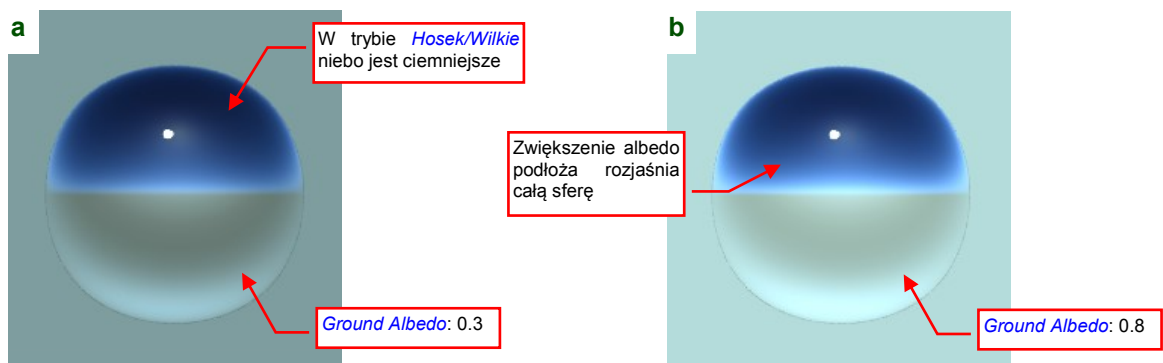 a
W trybie Hosek/Wilkie
niebo jest ciemniejsze
Ground Albedo: 0.3
b
Zwiększenie albedo
podłoża rozjaśnia
całą sferę
Ground Albedo: 0.8